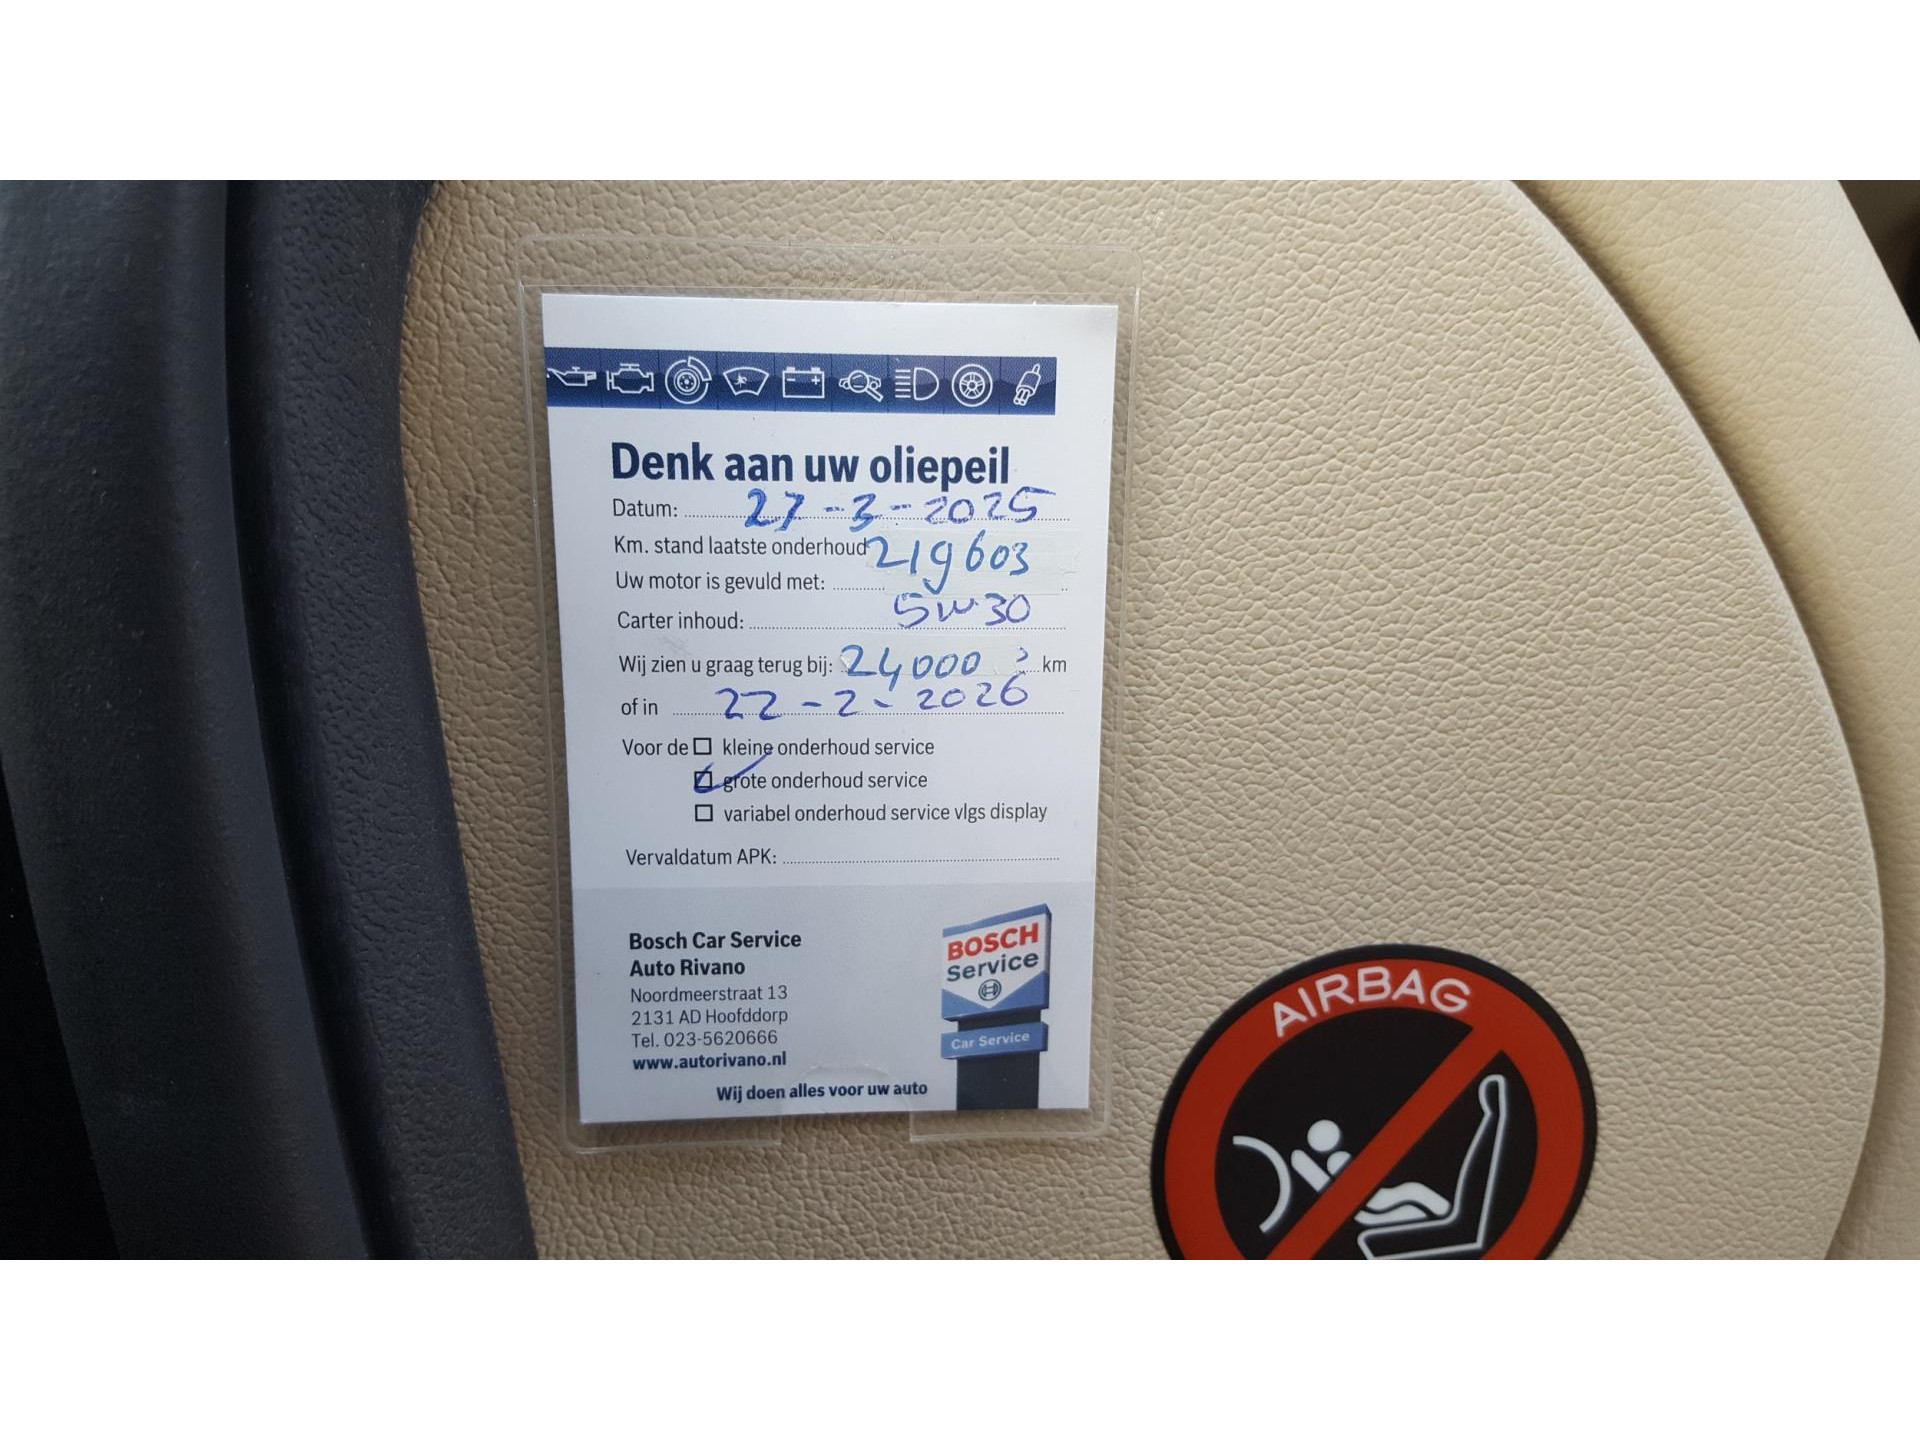 Denk aan uw oliepeil
Datum: 27-3-2025
Km. stand laatste onderhoud 219603
Uw motor is gevuld met:
5W30
Carter inhoud:
Wij zien u graag terug bij: 24000 km
of in 22-2-2026
Voor de kleine onderhoud service
grote onderhoud service
variabel onderhoud service vlgs display
Vervaldatum APK:
Bosch Car Service
Auto Rivano
Noordmeerstraat 13
2131 AD Hoofddorp
Tel. 023-5620666
www.autorivano.nl
Wij doen alles voor uw auto
BOSCH
Service
Car Service
AIRBAG